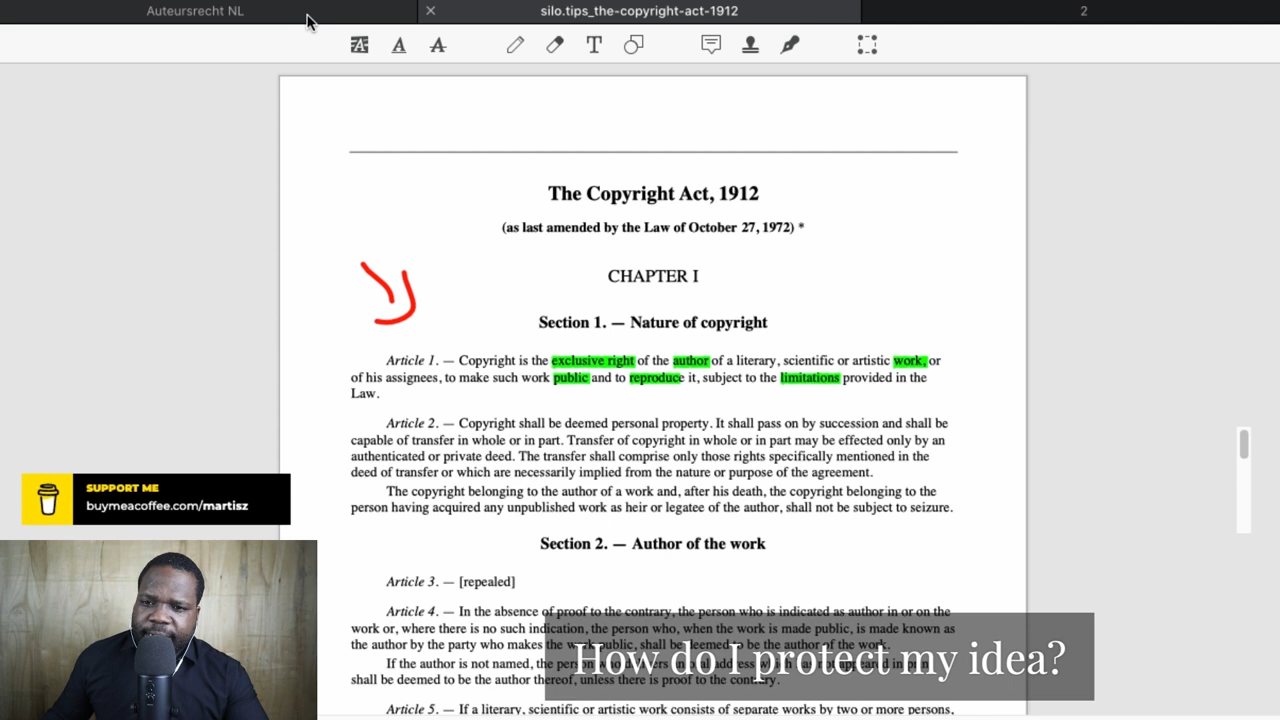 Auteursrecht NL
silo.tips_the-copyright-act-1912
2
The Copyright Act, 1912
(as last amended by the Law of October 27, 1972) *
CHAPTER I
Section 1. — Nature of copyright
Article 1. — Copyright is the exclusive right of the author of a literary, scientific or artistic work, or
of his assignees, to make such work public and to reproduce it, subject to the limitations provided in the
Law.
Article 2. — Copyright shall be deemed personal property. It shall pass on by succession and shall be
capable of transfer in whole or in part. Transfer of copyright in whole or in part may be effected only by an
authenticated or private deed. The transfer shall comprise only those rights specifically mentioned in the
deed of transfer or which are necessarily implied from the nature or purpose of the agreement.
The copyright belonging to the author of a work and, after his death, the copyright belonging to the
person having acquired any unpublished work as heir or legatee of the author, shall not be subject to seizure.
SUPPORT ME
buymeacoffee.com/martisz
Section 2. — Author of the work
Article 3. — [repealed]
Article 4. — In the absence of proof to the contrary, the person who is indicated as author in or on the
work or, where there is no such indication, the person who, when the work is made public, is made known as
the author by the party who makes the work public, shall be deemed to be the author of the work.
If the author is not named, the
shall be deemed to be the author thereof, unless there is proof to the contrary.
How do I protect my idea?
Article 5. — If a literary, scientific or artistic work consists of separate works by two or more persons,